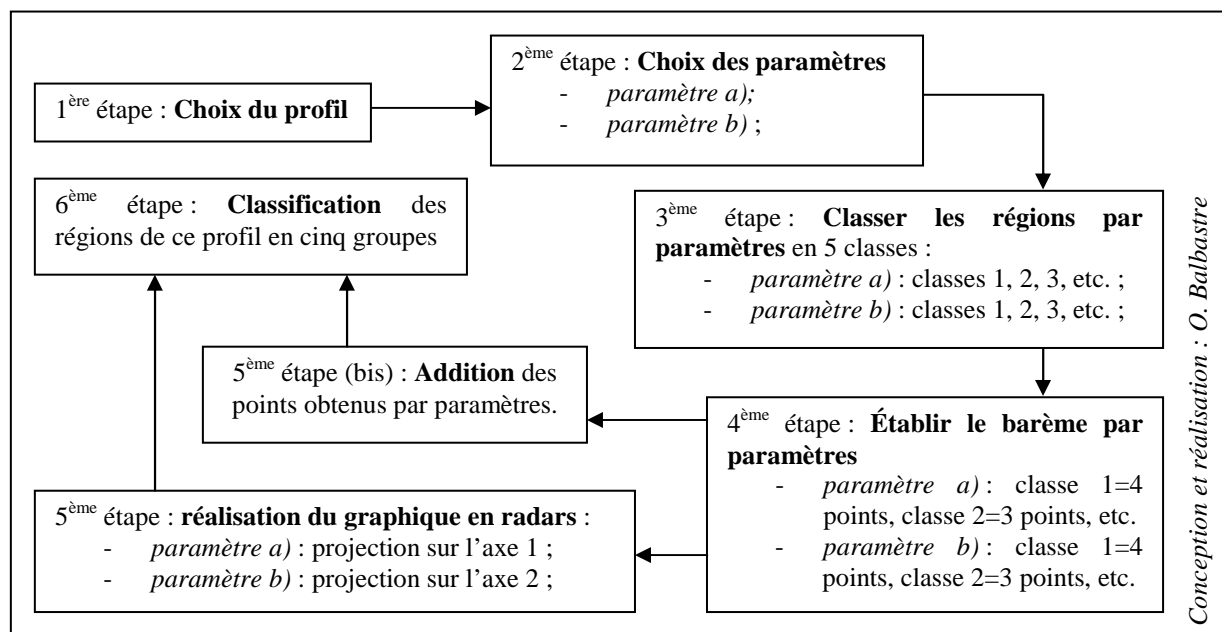 1ère étape : Choix du profil
2ème étape : Choix des paramètres
- paramètre a);
- paramètre b) ;
3ème étape : Classer les régions par
paramètres en 5 classes :
- paramètre a) : classes 1, 2, 3, etc. ;
- paramètre b) : classes 1, 2, 3, etc. ;
4ème étape : Établir le barème par
paramètres
- paramètre a) : classe 1=4
points, classe 2=3 points, etc.
- paramètre b) : classe 1=4
points, classe 2=3 points, etc.
5ème étape (bis) : Addition des
points obtenus par paramètres.
5ème étape : réalisation du graphique en radars :
- paramètre a) : projection sur l’axe 1 ;
- paramètre b) : projection sur l’axe 2 ;
6ème étape : Classification des
régions de ce profil en cinq groupes
Conception et réalisation : O. Balbastre